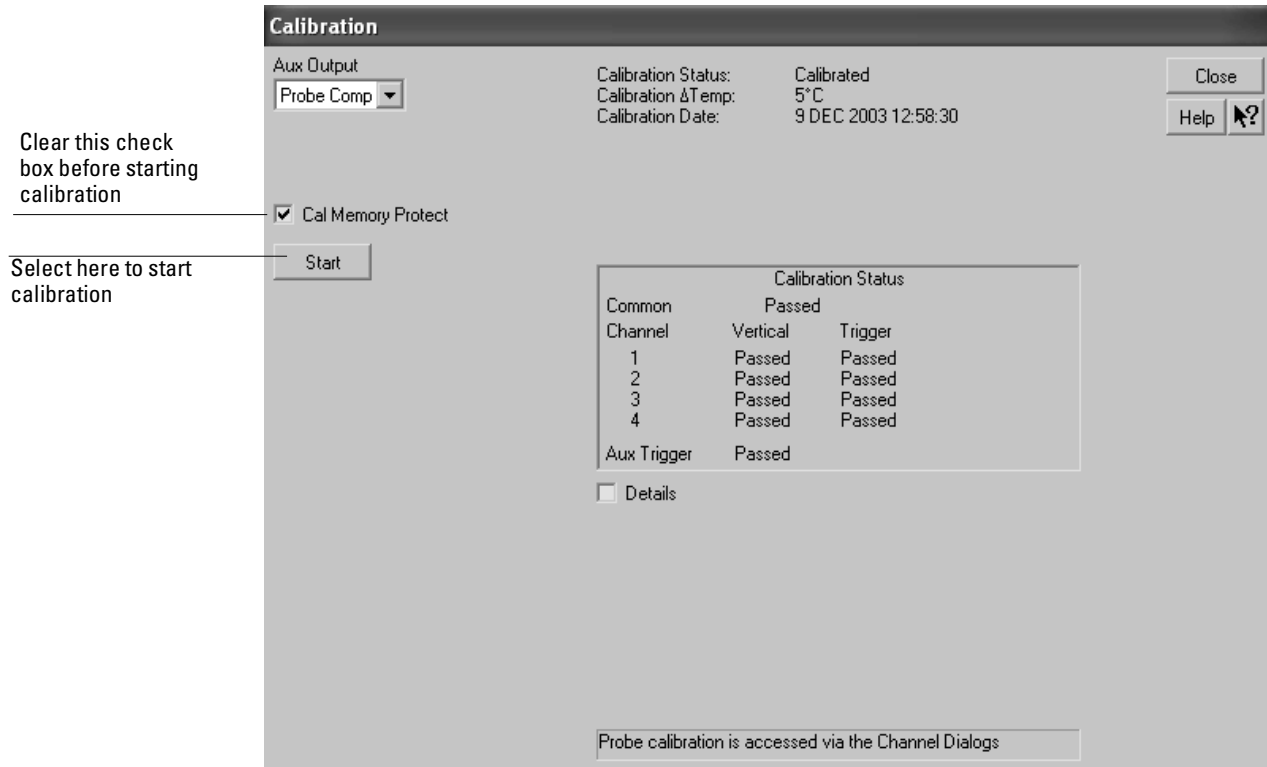 Calibration
Aux Output
Probe Comp
Calibration Status: Calibrated
Calibration ΔTemp: 5°C
Calibration Date: 9 DEC 2003 12:58:30
Close
Help ?
Clear this check
box before starting
calibration
Cal Memory Protect
Select here to start
calibration
Start
Calibration Status
Common Passed
Channel Vertical Trigger
1 Passed Passed
2 Passed Passed
3 Passed Passed
4 Passed Passed
Aux Trigger Passed
Details
Probe calibration is accessed via the Channel Dialogs